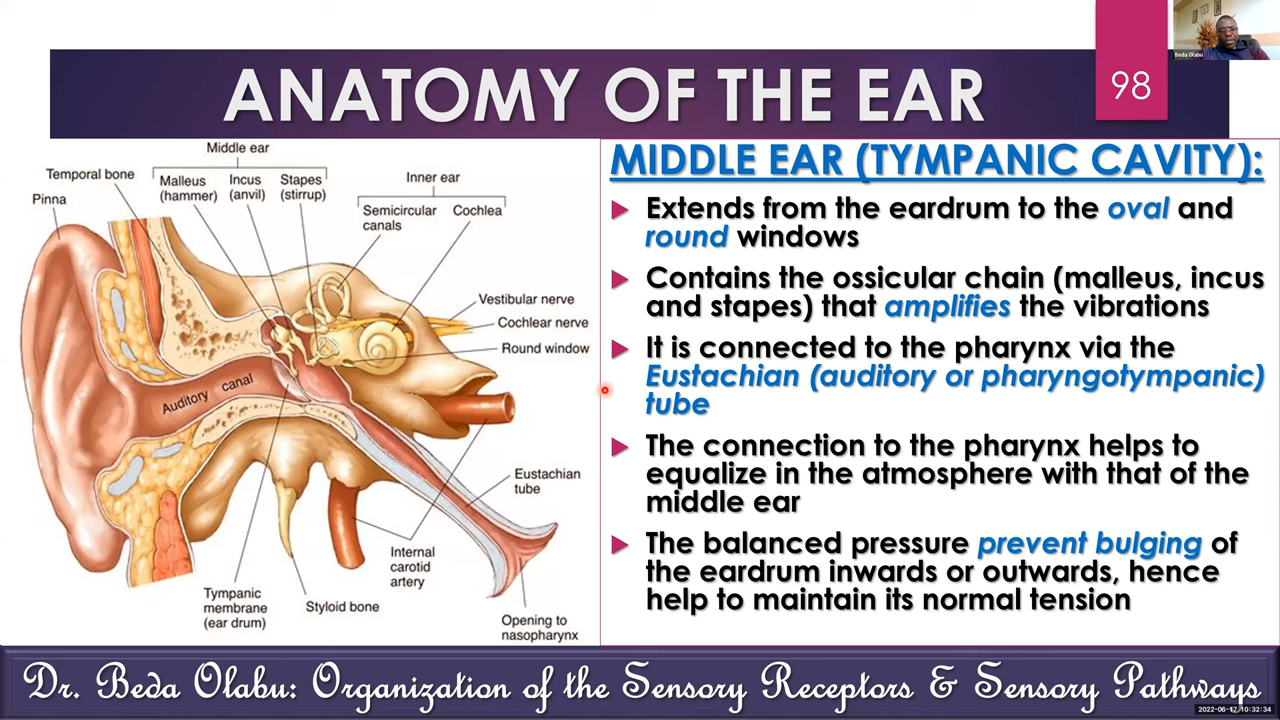 Beda Olabu
ANATOMY OF THE EAR
98
Middle ear
Temporal bone
Malleus
(hammer)
Incus
(anvil)
Stapes
(stirrup)
Inner ear
Pinna
Semicircular
canals
Cochlea
Vestibular nerve
Cochlear nerve
Round window
Auditory canal
Eustachian
tube
Internal
carotid
artery
Tympanic
membrane
(ear drum)
Styloid bone
Opening to
nasopharynx
MIDDLE EAR (TYMPANIC CAVITY):
Extends from the eardrum to the oval and
round windows
Contains the ossicular chain (malleus, incus
and stapes) that amplifies the vibrations
It is connected to the pharynx via the
Eustachian (auditory or pharyngotympanic)
tube
The connection to the pharynx helps to
equalize in the atmosphere with that of the
middle ear
The balanced pressure prevent bulging of
the eardrum inwards or outwards, hence
help to maintain its normal tension
Dr. Beda Olabu: Organization of the Sensory Receptors & Sensory Pathways
2022-06-17 10:32:34